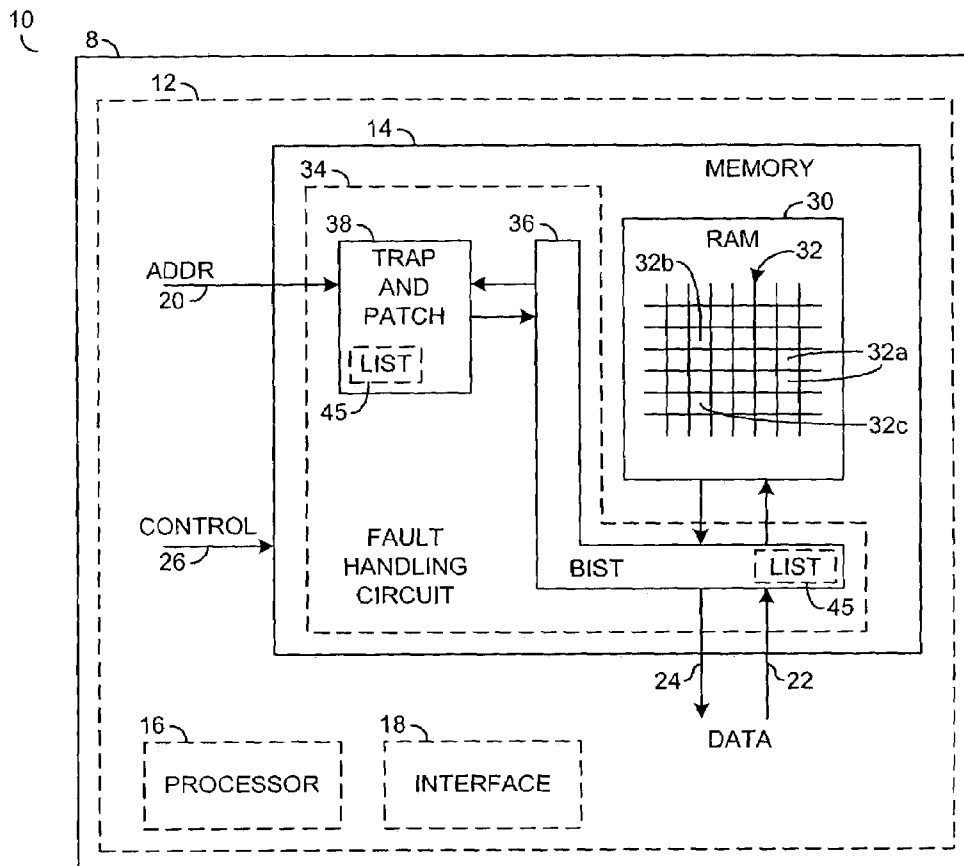 10
8
12
14
MEMORY
34
30
38
36
RAM
TRAP
AND
PATCH
32b
32
ADDR
20
LIST
45
32a
32c
CONTROL
26
FAULT
HANDLING
CIRCUIT
BIST
LIST
45
24
22
DATA
16
18
PROCESSOR
INTERFACE